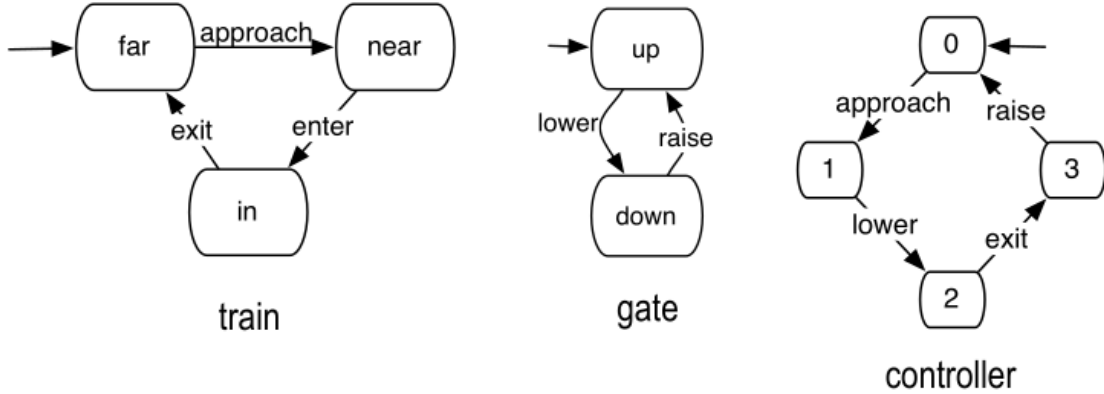 far
approach
near
exit
enter
in
train
up
lower
raise
down
gate
0
approach
raise
1
3
lower
exit
2
controller